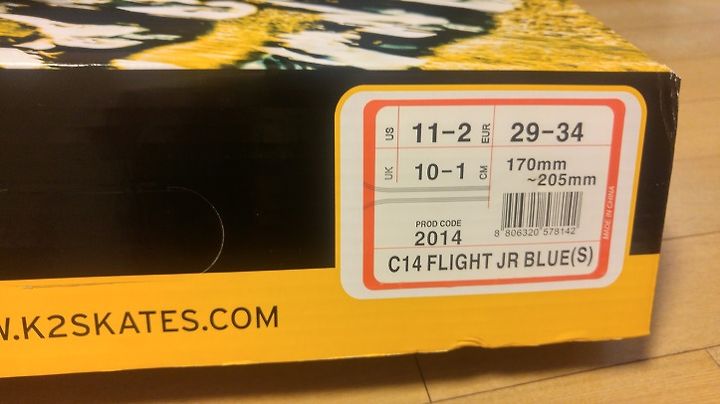 US 11-2 EUR 29-34
UK 10-1 CM 170mm
~205mm
PROD CODE
2014
8 806320 578142
MADE IN CHINA
C14 FLIGHT JR BLUE(S)
.K2SKATES.COM